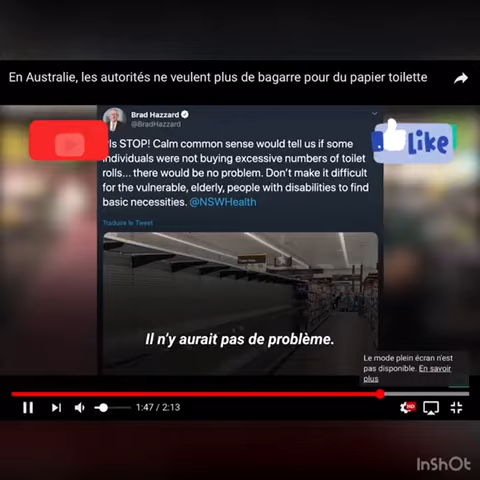 En Australie, les autorités ne veulent plus de bagarre pour du papier toilette
Brad Hazzard
@BradHazzard
Pls STOP! Calm common sense would tell us if some
individuals were not buying excessive numbers of toilet
rolls... there would be no problem. Don't make it difficult
for the vulnerable, elderly, people with disabilities to find
basic necessities. @NSWHealth
Like
Traduire le Tweet
Il n'y aurait pas de problème.
Le mode plein écran n'est
pas disponible. En savoir
plus
1:47 / 2:13
HD
InShOt